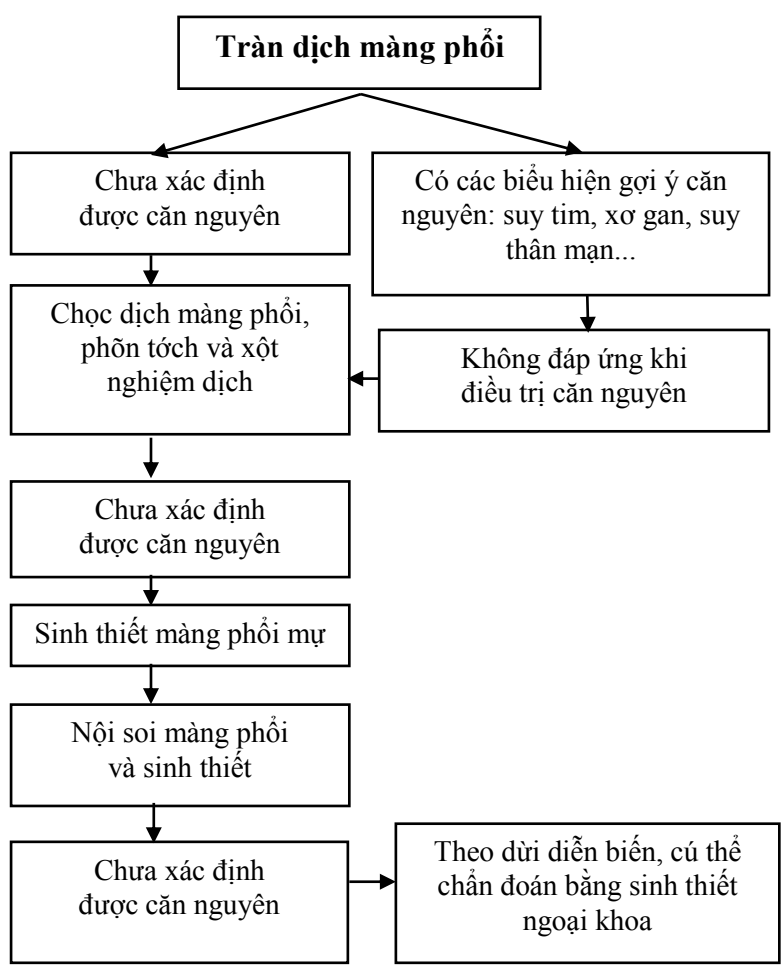 Tràn dịch màng phổi
Chưa xác định
được căn nguyên
Có các biểu hiện gợi ý căn
nguyên: suy tim, xơ gan, suy
thân mạn...
Chọc dịch màng phổi,
phõn tớch và xột
nghiệm dịch
Không đáp ứng khi
điều trị căn nguyên
Chưa xác định
được căn nguyên
Sinh thiết màng phổi mự
Nội soi màng phổi
và sinh thiết
Chưa xác định
được căn nguyên
Theo dừi diễn biến, cú thể
chẩn đoán bằng sinh thiết
ngoại khoa